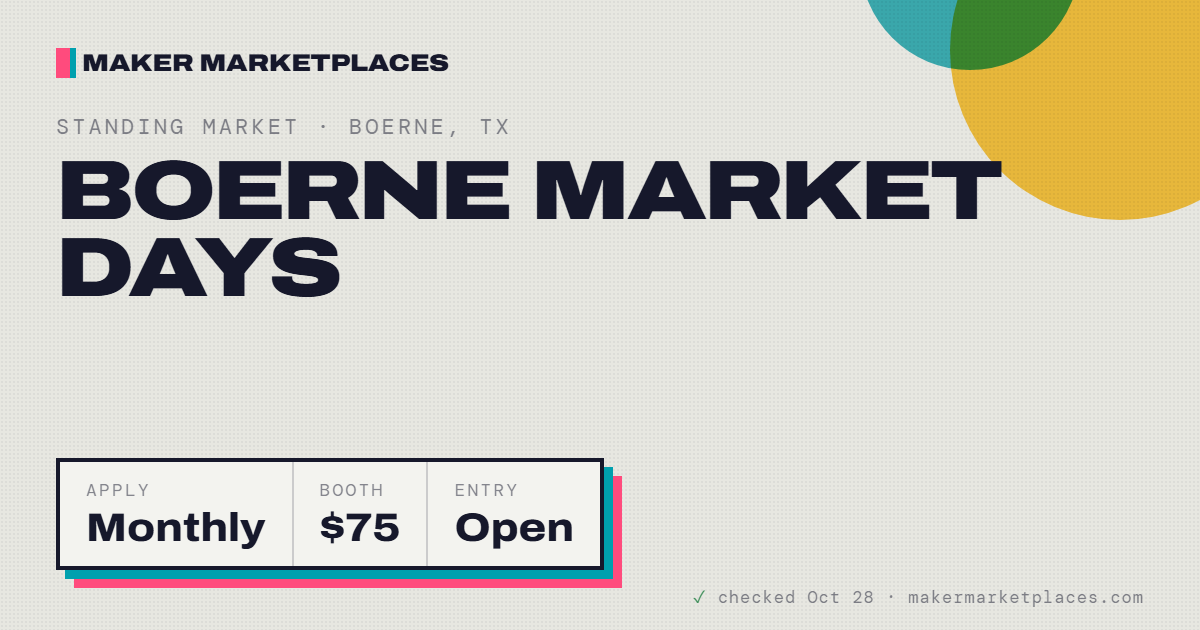 MAKER MARKETPLACES
STANDING MARKET · BOERNE, TX
BOERNE MARKET
DAYS
APPLY
Monthly
BOOTH
$75
ENTRY
Open
✓ checked Oct 28 · makermarketplaces.com